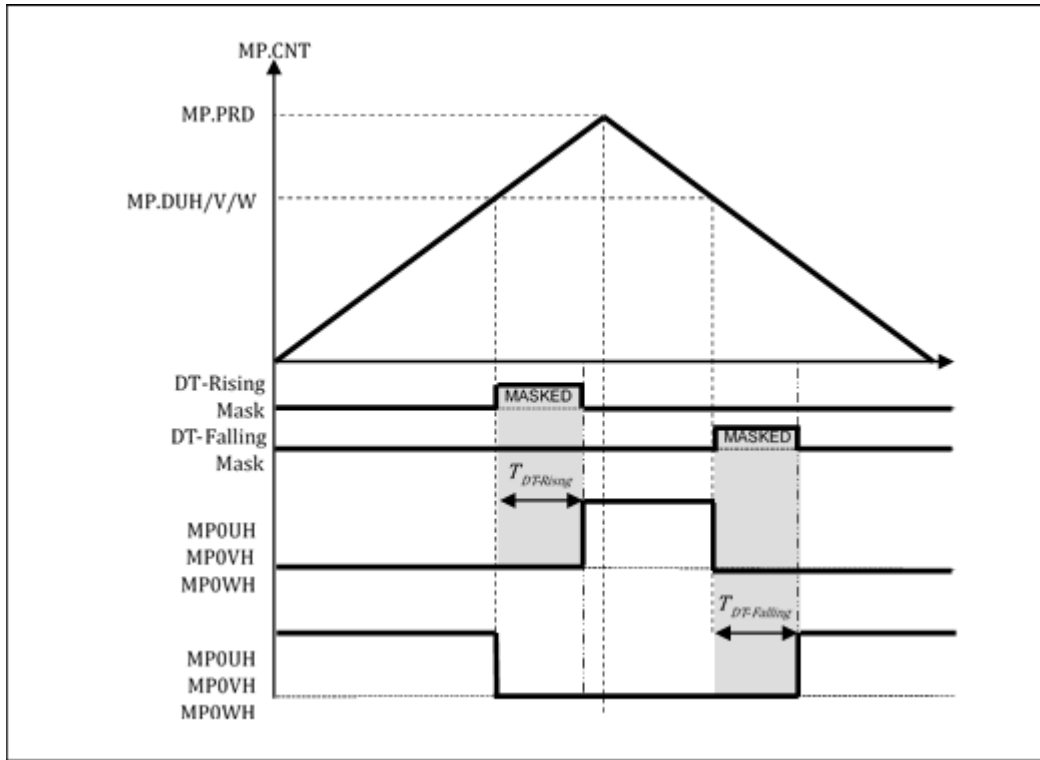 MP.CNT
MP.PRD
MP.DUH/V/W
DT-Rising
Mask
MASKED
DT-Falling
Mask
MASKED
T DT-Risng
MP0UH
MP0VH
MP0WH
T DT-Falling
MP0UH
MP0VH
MP0WH